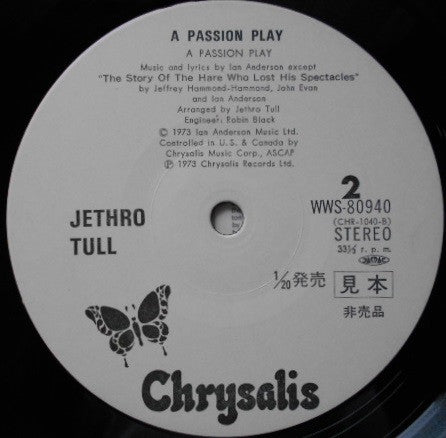 A PASSION PLAY
A PASSION PLAY
Music and lyrics by Ian Anderson except
"The Story Of The Hare Who Lost His Spectacles"
by Jeffrey Hammond-Hammond, John Evan
and Ian Anderson
Arranged by Jethro Tull
Engineer: Robin Black
© 1973 Ian Anderson Music Ltd.
Controlled in U.S. & Canada by
Chrysalis Music Corp., ASCAP
℗ 1973 Chrysalis Records Ltd.
JETHRO
TULL
2
WWS-80940
(CHR-1040-B)
STEREO
33⅓ r. p. m.
1/20発売
見本
非売品
Chrysalis